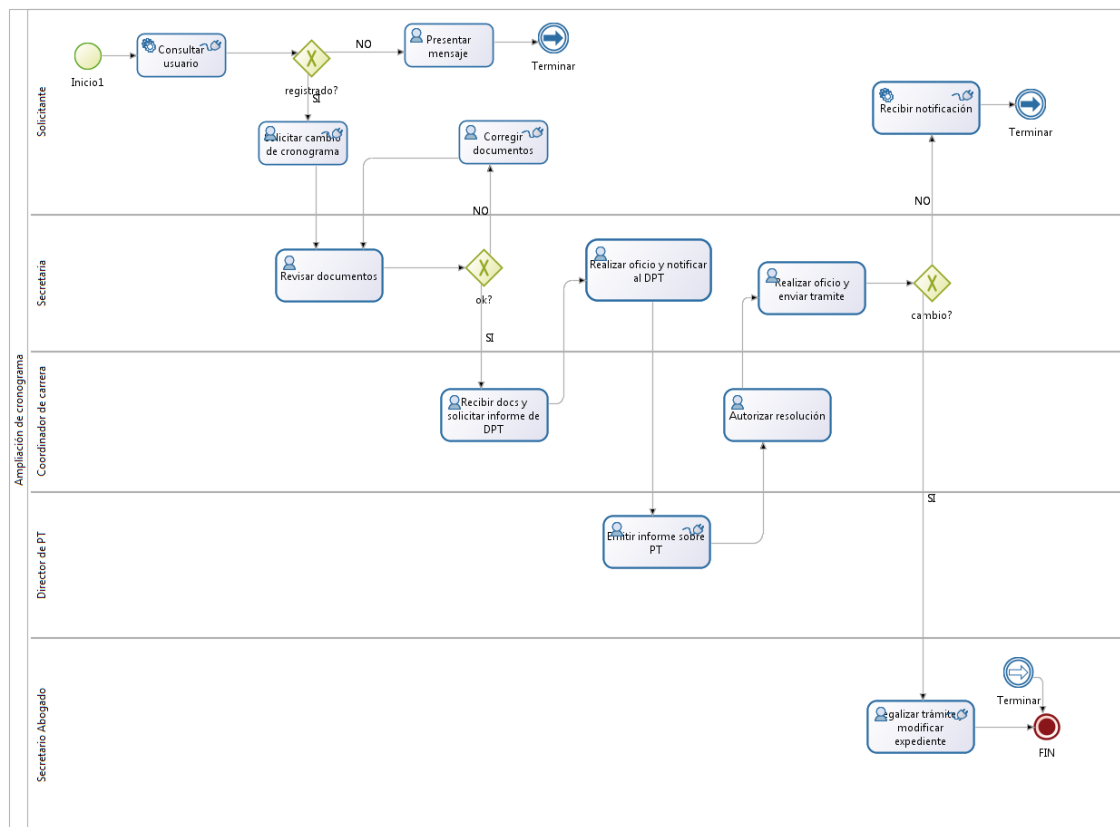 Ampliación de cronograma
Solicitante
Inicio1
Consultar
usuario
registrado?
NO
SI
Presentar
mensaje
Terminar
Solicitar cambio
de cronograma
Corregir
documentos
Recibir notificación
Terminar
NO
NO
Secretaria
Revisar documentos
ok?
SI
Realizar oficio y notificar
al DPT
Realizar oficio y
enviar tramite
cambio?
Coordinador de carrera
Recibir docs y
solicitar informe de
DPT
Autorizar resolución
SI
Director de PT
Emitir informe sobre
PT
Secretario Abogado
Legalizar trámite
modificar
expediente
Terminar
FIN